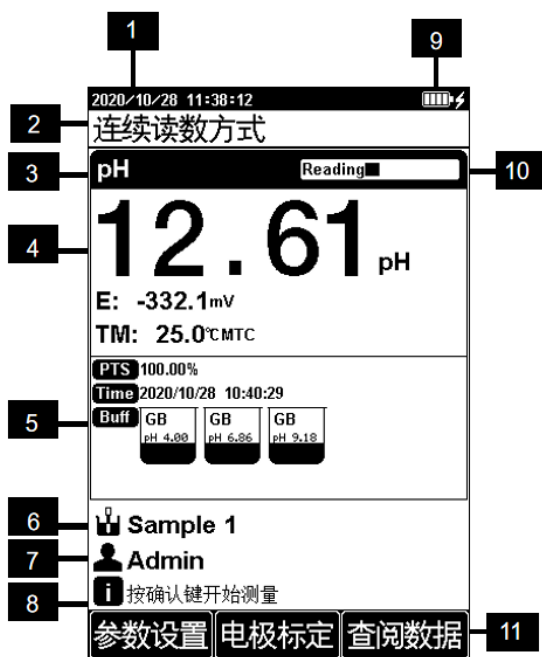 1
9
2020/10/28 11:38:12
2
连续读数方式
3
pH
Reading
10
4
12.61 pH
E: -332.1mV
TM: 25.0℃ MTC
PTS 100.00%
Time 2020/10/28 10:40:29
5
Buff
GB GB GB
pH 4.00 pH 6.86 pH 9.18
6
Sample 1
7
Admin
8
i 按确认键开始测量
参数设置 电极标定 查阅数据
11